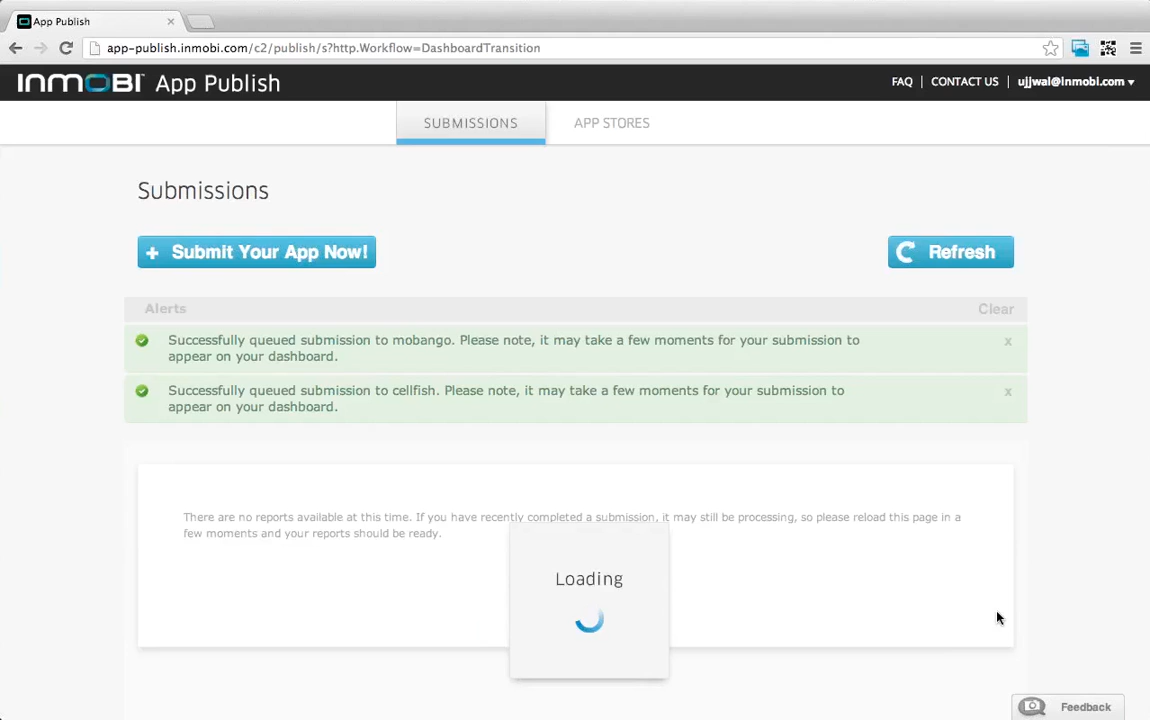 App Publish
app-publish.inmobi.com/c2/publish/s?http.Workflow=DashboardTransition
INMOBI App Publish
FAQ | CONTACT US | ujjwal@inmobi.com
SUBMISSIONS
APP STORES
Submissions
+ Submit Your App Now!
Refresh
Alerts
Clear
Successfully queued submission to mobango. Please note, it may take a few moments for your submission to
appear on your dashboard.
x
Successfully queued submission to cellfish. Please note, it may take a few moments for your submission to
appear on your dashboard.
x
There are no reports available at this time. If you have recently completed a submission, it may still be processing, so please reload this page in a
few moments and your reports should be ready.
Loading
Feedback